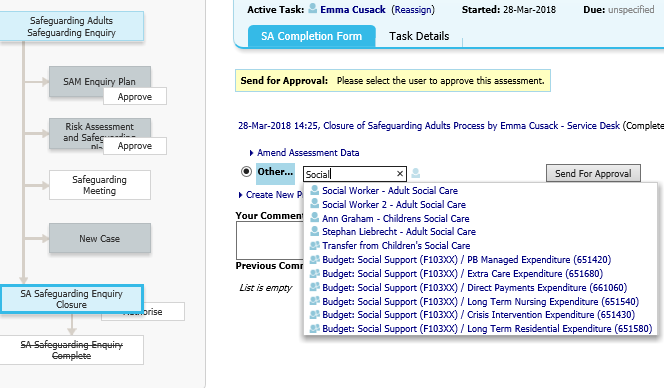 Safeguarding Adults
Safeguarding Enquiry
SAM Enquiry Plan
Approve
Risk Assessment
and Safeguarding
Approve
Safeguarding
Meeting
New Case
SA Safeguarding Enquiry
Closure
Authorise
SA Safeguarding Enquiry
Complete
Active Task: Emma Cusack (Reassign) Started: 28-Mar-2018 Due: unspecified
SA Completion Form Task Details
Send for Approval: Please select the user to approve this assessment.
28-Mar-2018 14:25, Closure of Safeguarding Adults Process by Emma Cusack - Service Desk (Complete
Amend Assessment Data
Other... Social × Send For Approval
Create New P
Social Worker - Adult Social Care
Social Worker 2 - Adult Social Care
Ann Graham - Childrens Social Care
Stephan Liebrecht - Adult Social Care
Transfer from Children's Social Care
Budget: Social Support (F103XX) / PB Managed Expenditure (651420)
Budget: Social Support (F103XX) / Extra Care Expenditure (651680)
Budget: Social Support (F103XX) / Direct Payments Expenditure (661060)
Budget: Social Support (F103XX) / Long Term Nursing Expenditure (651540)
Budget: Social Support (F103XX) / Crisis Intervention Expenditure (651430)
Budget: Social Support (F103XX) / Long Term Residential Expenditure (651580)
Your Comment
Previous Com
List is empty